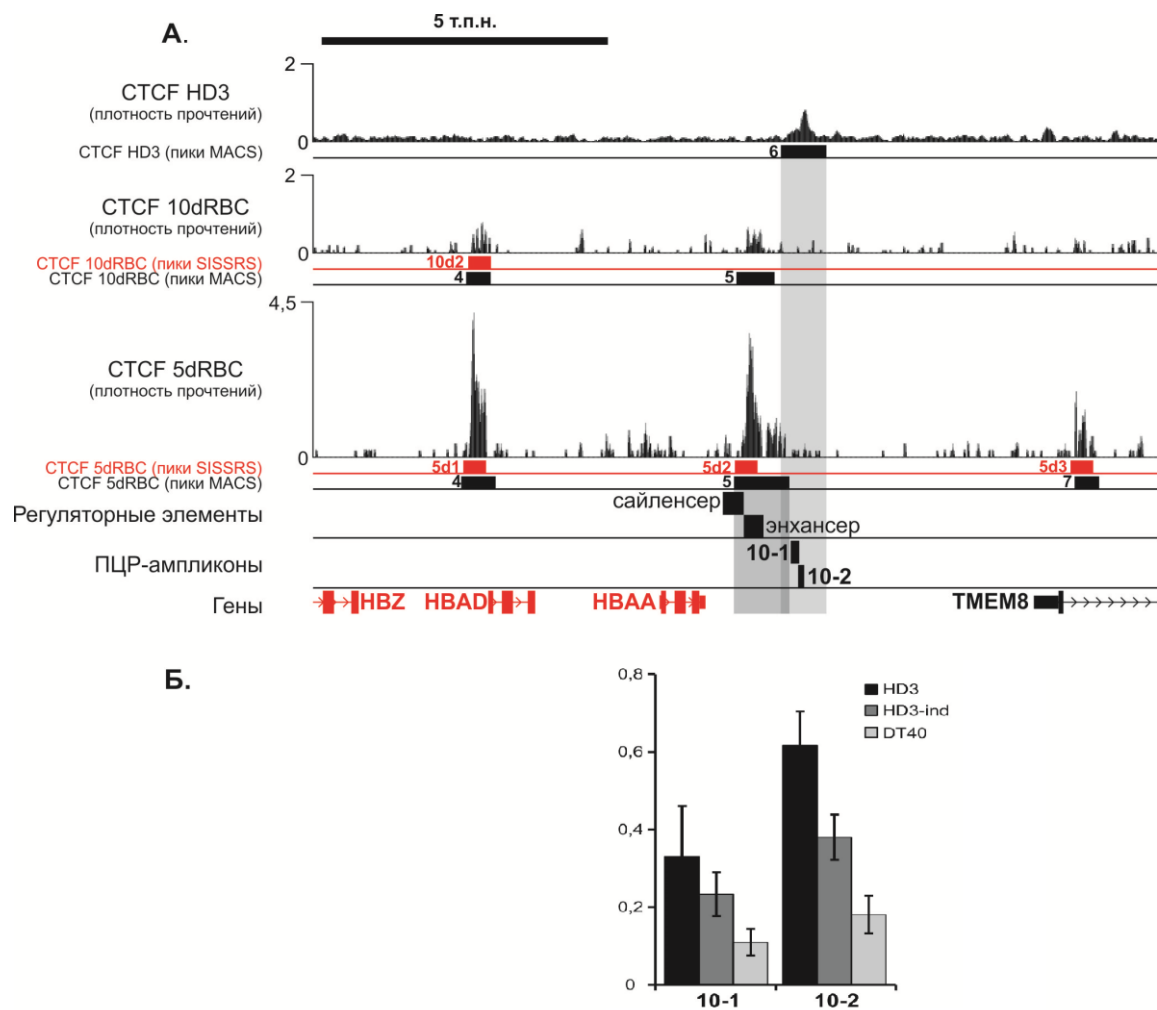 А.
5 т.п.н.
2
CTCF HD3
(плотность прочтений)
0
CTCF HD3 (пики MACS)
6
2
CTCF 10dRBC
(плотность прочтений)
0
CTCF 10dRBC (пики SISSRS)
10d2
CTCF 10dRBC (пики MACS)
4
5
4,5
CTCF 5dRBC
(плотность прочтений)
0
CTCF 5dRBC (пики SISSRS)
5d1
5d2
5d3
CTCF 5dRBC (пики MACS)
4
5
7
сайленсер
Регуляторные элементы
энхансер
10-1
ПЦР-ампликоны
10-2
Гены
HBZ
HBAD
HBAA
TMEM8
Б.
0,8
HD3
HD3-ind
DT40
0,6
0,4
0,2
0
10-1
10-2